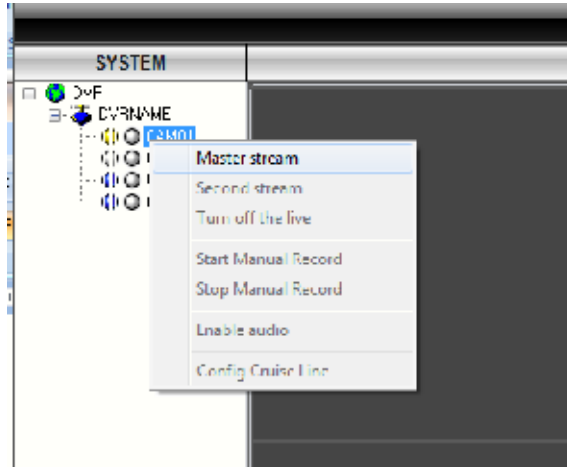 SYSTEM
DVR
DVRNAME
CAM01
Master stream
Second stream
Turn off the live
Start Manual Record
Stop Manual Record
Enable audio
Config Cruise Line